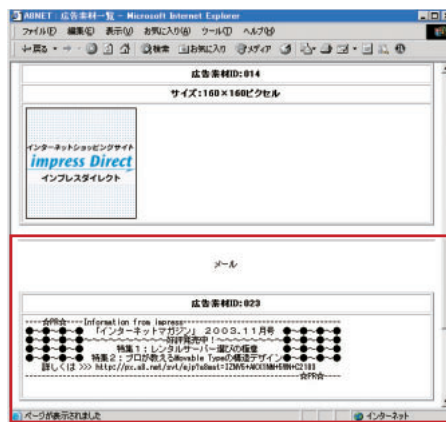 A8NET：広告素材一覧 - Microsoft Internet Explorer
ファイル(F) 編集(E) 表示(V) お気に入り(A) ツール(T) ヘルプ(H)
戻る 検索 お気に入り メディア
広告素材ID:014
サイズ:160×160ピクセル
インターネットショッピングサイト
impress Direct
インプレスダイレクト
メール
広告素材ID:023
----☆PR☆----Information from impress
●～●～●～● 「インターネットマガジン」 2003.11月号 ●～●～●～●
好評発売中！
特集1：レンタルサーバー選びの極意
特集2：プロが教えるMovable Typeの構造デザイン
詳しくは >>>
☆PR☆----
ページが表示されました インターネット